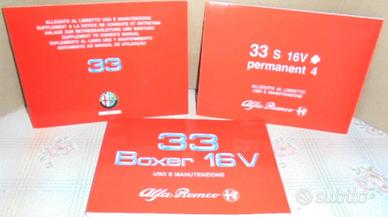 ALLEGATO AL LIBRETTO USO E MANUTENZIONE
SUPPLEMENT A LA NOTICE DE CONDUITE ET ENTRETIEN
ANLAGE ZUR BETRIEBSANLEITUNG UND WARTUNG
SUPPLEMENT TO OWNER'S MANUAL
SUPLEMENTO AL LIBRO USO Y MANTENIMIENTO
ADITAMENTO AO MANUAL DE UTILIZAÇÃO
33
33 S 16V
permanent 4
ALLEGATO AL LIBRETTO
USO E MANUTENZIONE
Alfa Romeo
33
Boxer 16V
USO E MANUTENZIONE
Alfa Romeo
subito